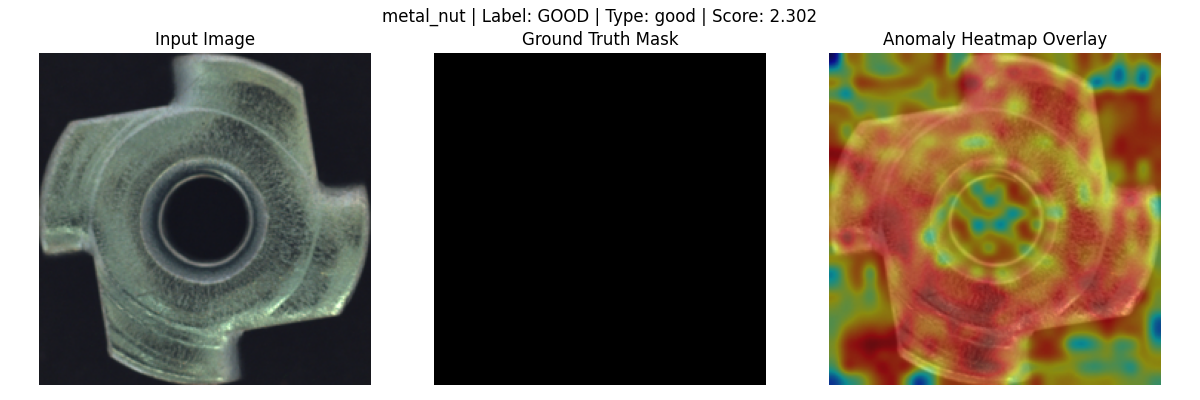 metal_nut | Label: GOOD | Type: good | Score: 2.302
Input Image
Ground Truth Mask
Anomaly Heatmap Overlay